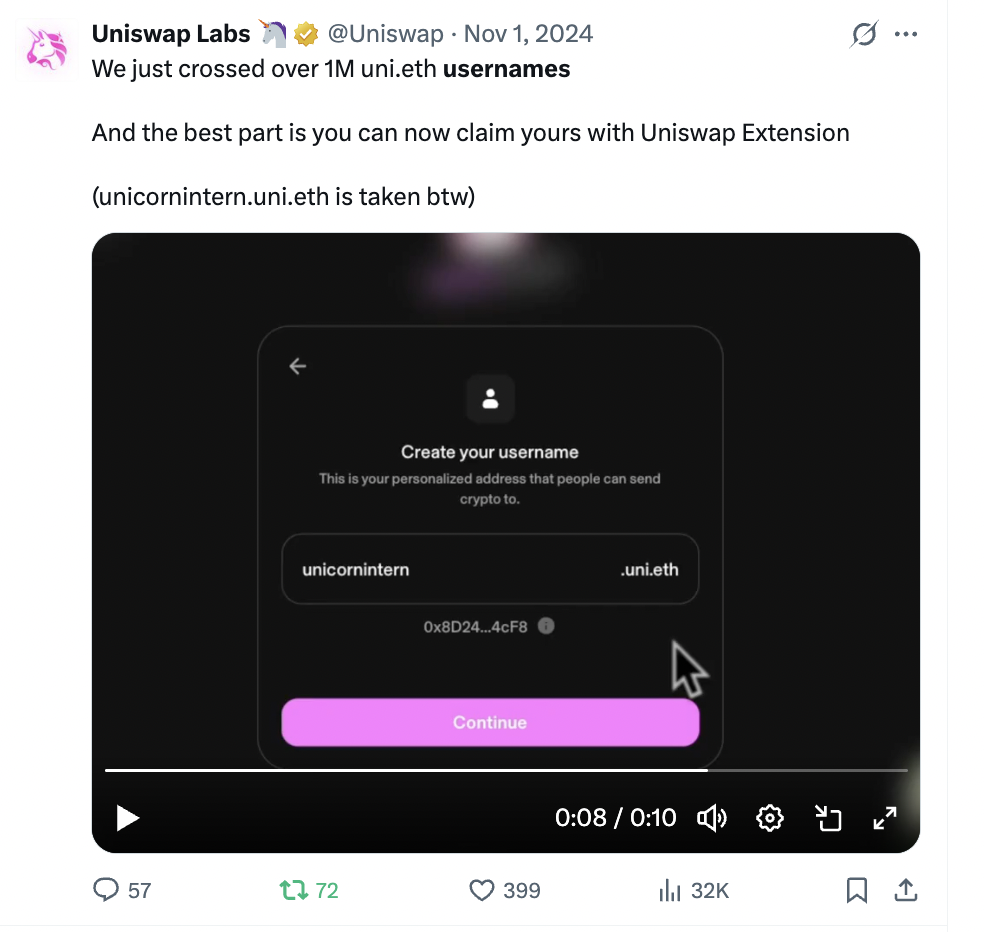 Uniswap Labs 🦄 @Uniswap · Nov 1, 2024
We just crossed over 1M uni.eth usernames
And the best part is you can now claim yours with Uniswap Extension
(unicornintern.uni.eth is taken btw)
Create your username
This is your personalized address that people can send
crypto to.
unicornintern .uni.eth
0x8D24...4cF8
Continue
0:08 / 0:10
57 72 399 32K